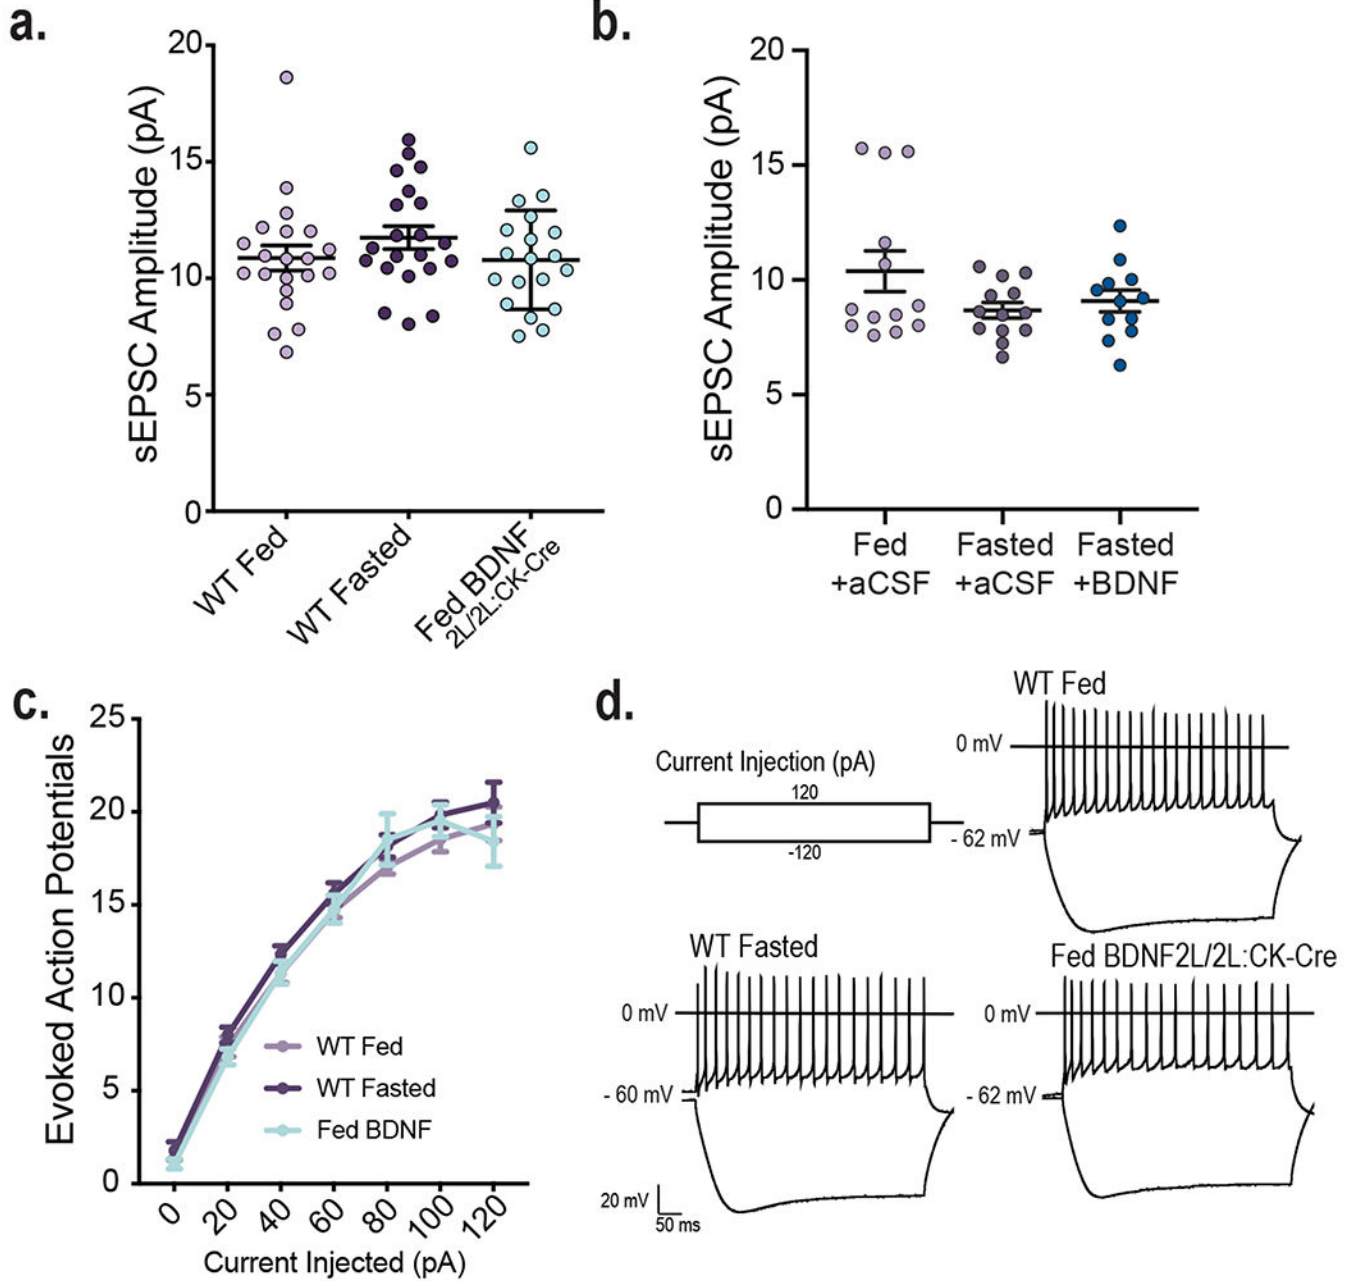 a.
sEPSC Amplitude (pA)
20
15
10
5
0
WT Fed
WT Fasted
Fed BDNF
2L/2L:CK-Cre
b.
sEPSC Amplitude (pA)
20
15
10
5
0
Fed
+aCSF
Fasted
+aCSF
Fasted
+BDNF
c.
Evoked Action Potentials
25
20
15
10
5
0
WT Fed
WT Fasted
Fed BDNF
0 20 40 60 80 100 120
Current Injected (pA)
d.
Current Injection (pA)
120
-120
WT Fed
0 mV
- 62 mV
WT Fasted
0 mV
- 60 mV
20 mV
50 ms
Fed BDNF2L/2L:CK-Cre
0 mV
- 62 mV